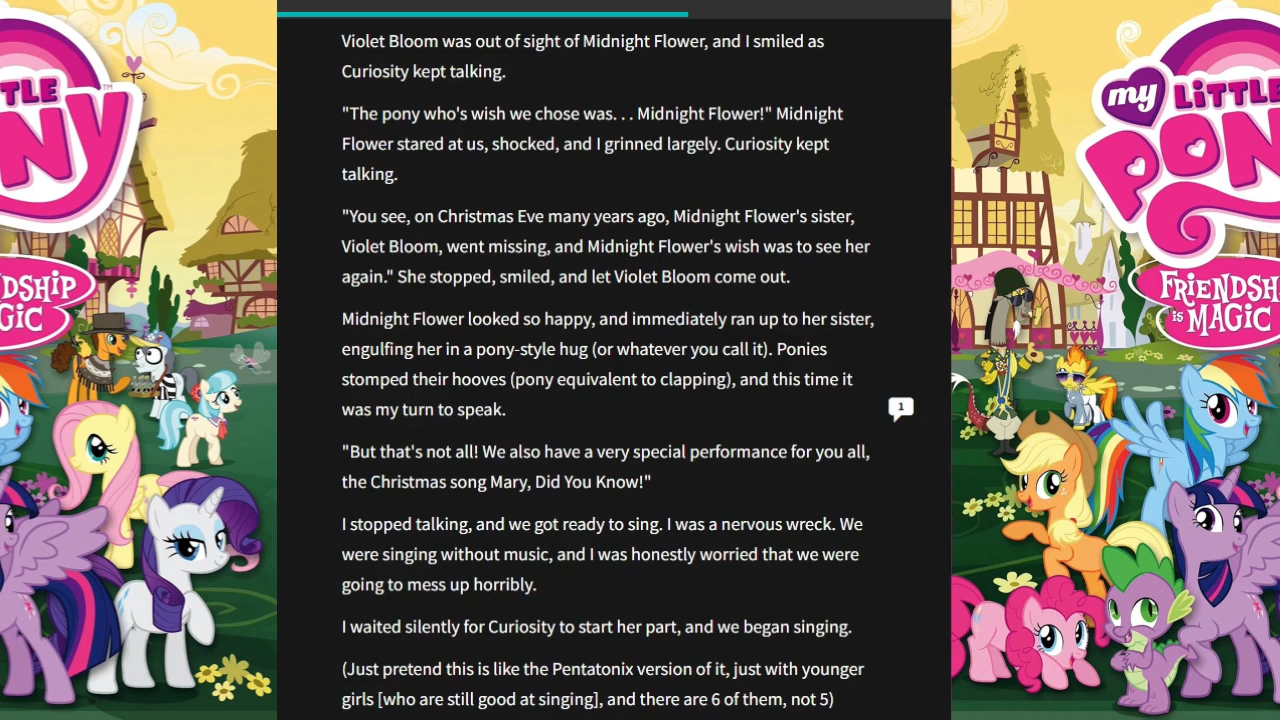 Violet Bloom was out of sight of Midnight Flower, and I smiled as
Curiosity kept talking.
"The pony who's wish we chose was. . . Midnight Flower!" Midnight
Flower stared at us, shocked, and I grinned largely. Curiosity kept
talking.
"You see, on Christmas Eve many years ago, Midnight Flower's sister,
Violet Bloom, went missing, and Midnight Flower's wish was to see her
again." She stopped, smiled, and let Violet Bloom come out.
Midnight Flower looked so happy, and immediately ran up to her sister,
engulfing her in a pony-style hug (or whatever you call it). Ponies
stomped their hooves (pony equivalent to clapping), and this time it
was my turn to speak.
1
"But that's not all! We also have a very special performance for you all,
the Christmas song Mary, Did You Know!"
I stopped talking, and we got ready to sing. I was a nervous wreck. We
were singing without music, and I was honestly worried that we were
going to mess up horribly.
I waited silently for Curiosity to start her part, and we began singing.
(Just pretend this is like the Pentatonix version of it, just with younger
girls [who are still good at singing], and there are 6 of them, not 5)
TLE
NY
TM
DSHIP
GIC
my LiTTLE
PON
FRiENDSH
is MAGiC